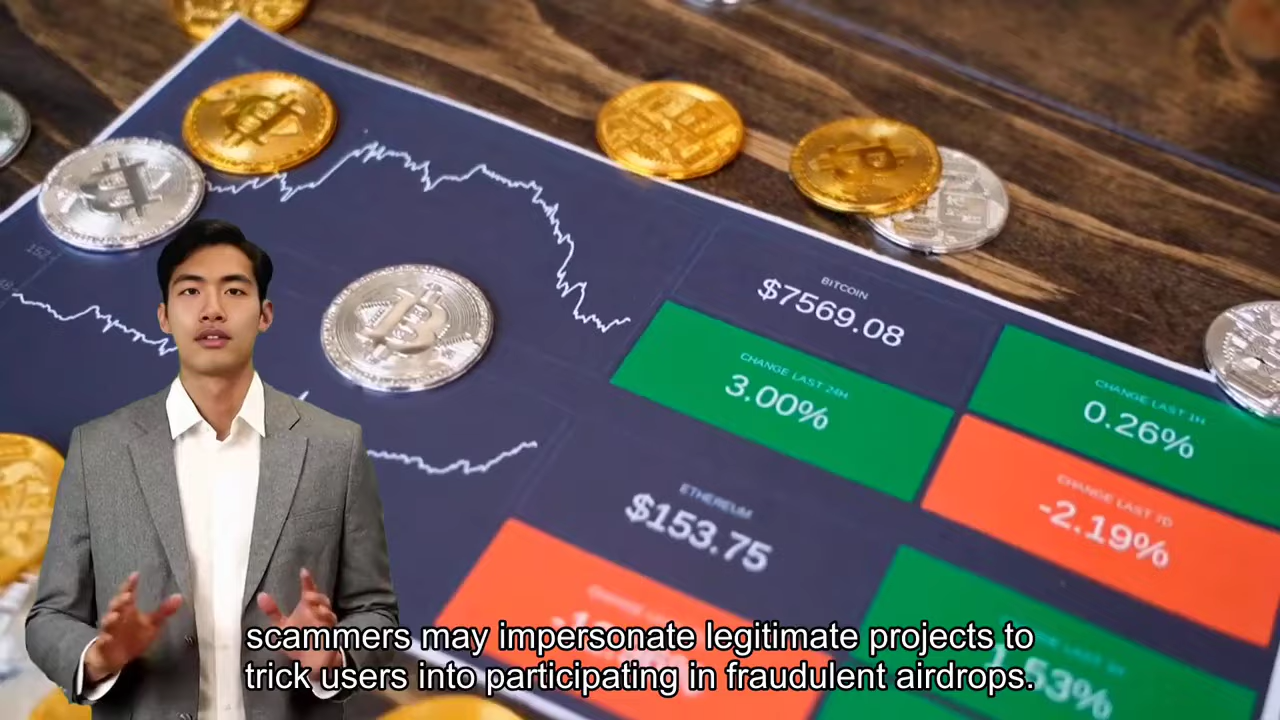 BITCOIN
$7569.08
CHANGE LAST 24H
3.00%
CHANGE LAST 1H
0.26%
CHANGE LAST 7D
-2.19%
ETHEREUM
$153.75
scammers may impersonate legitimate projects to
trick users into participating in fraudulent airdrops.